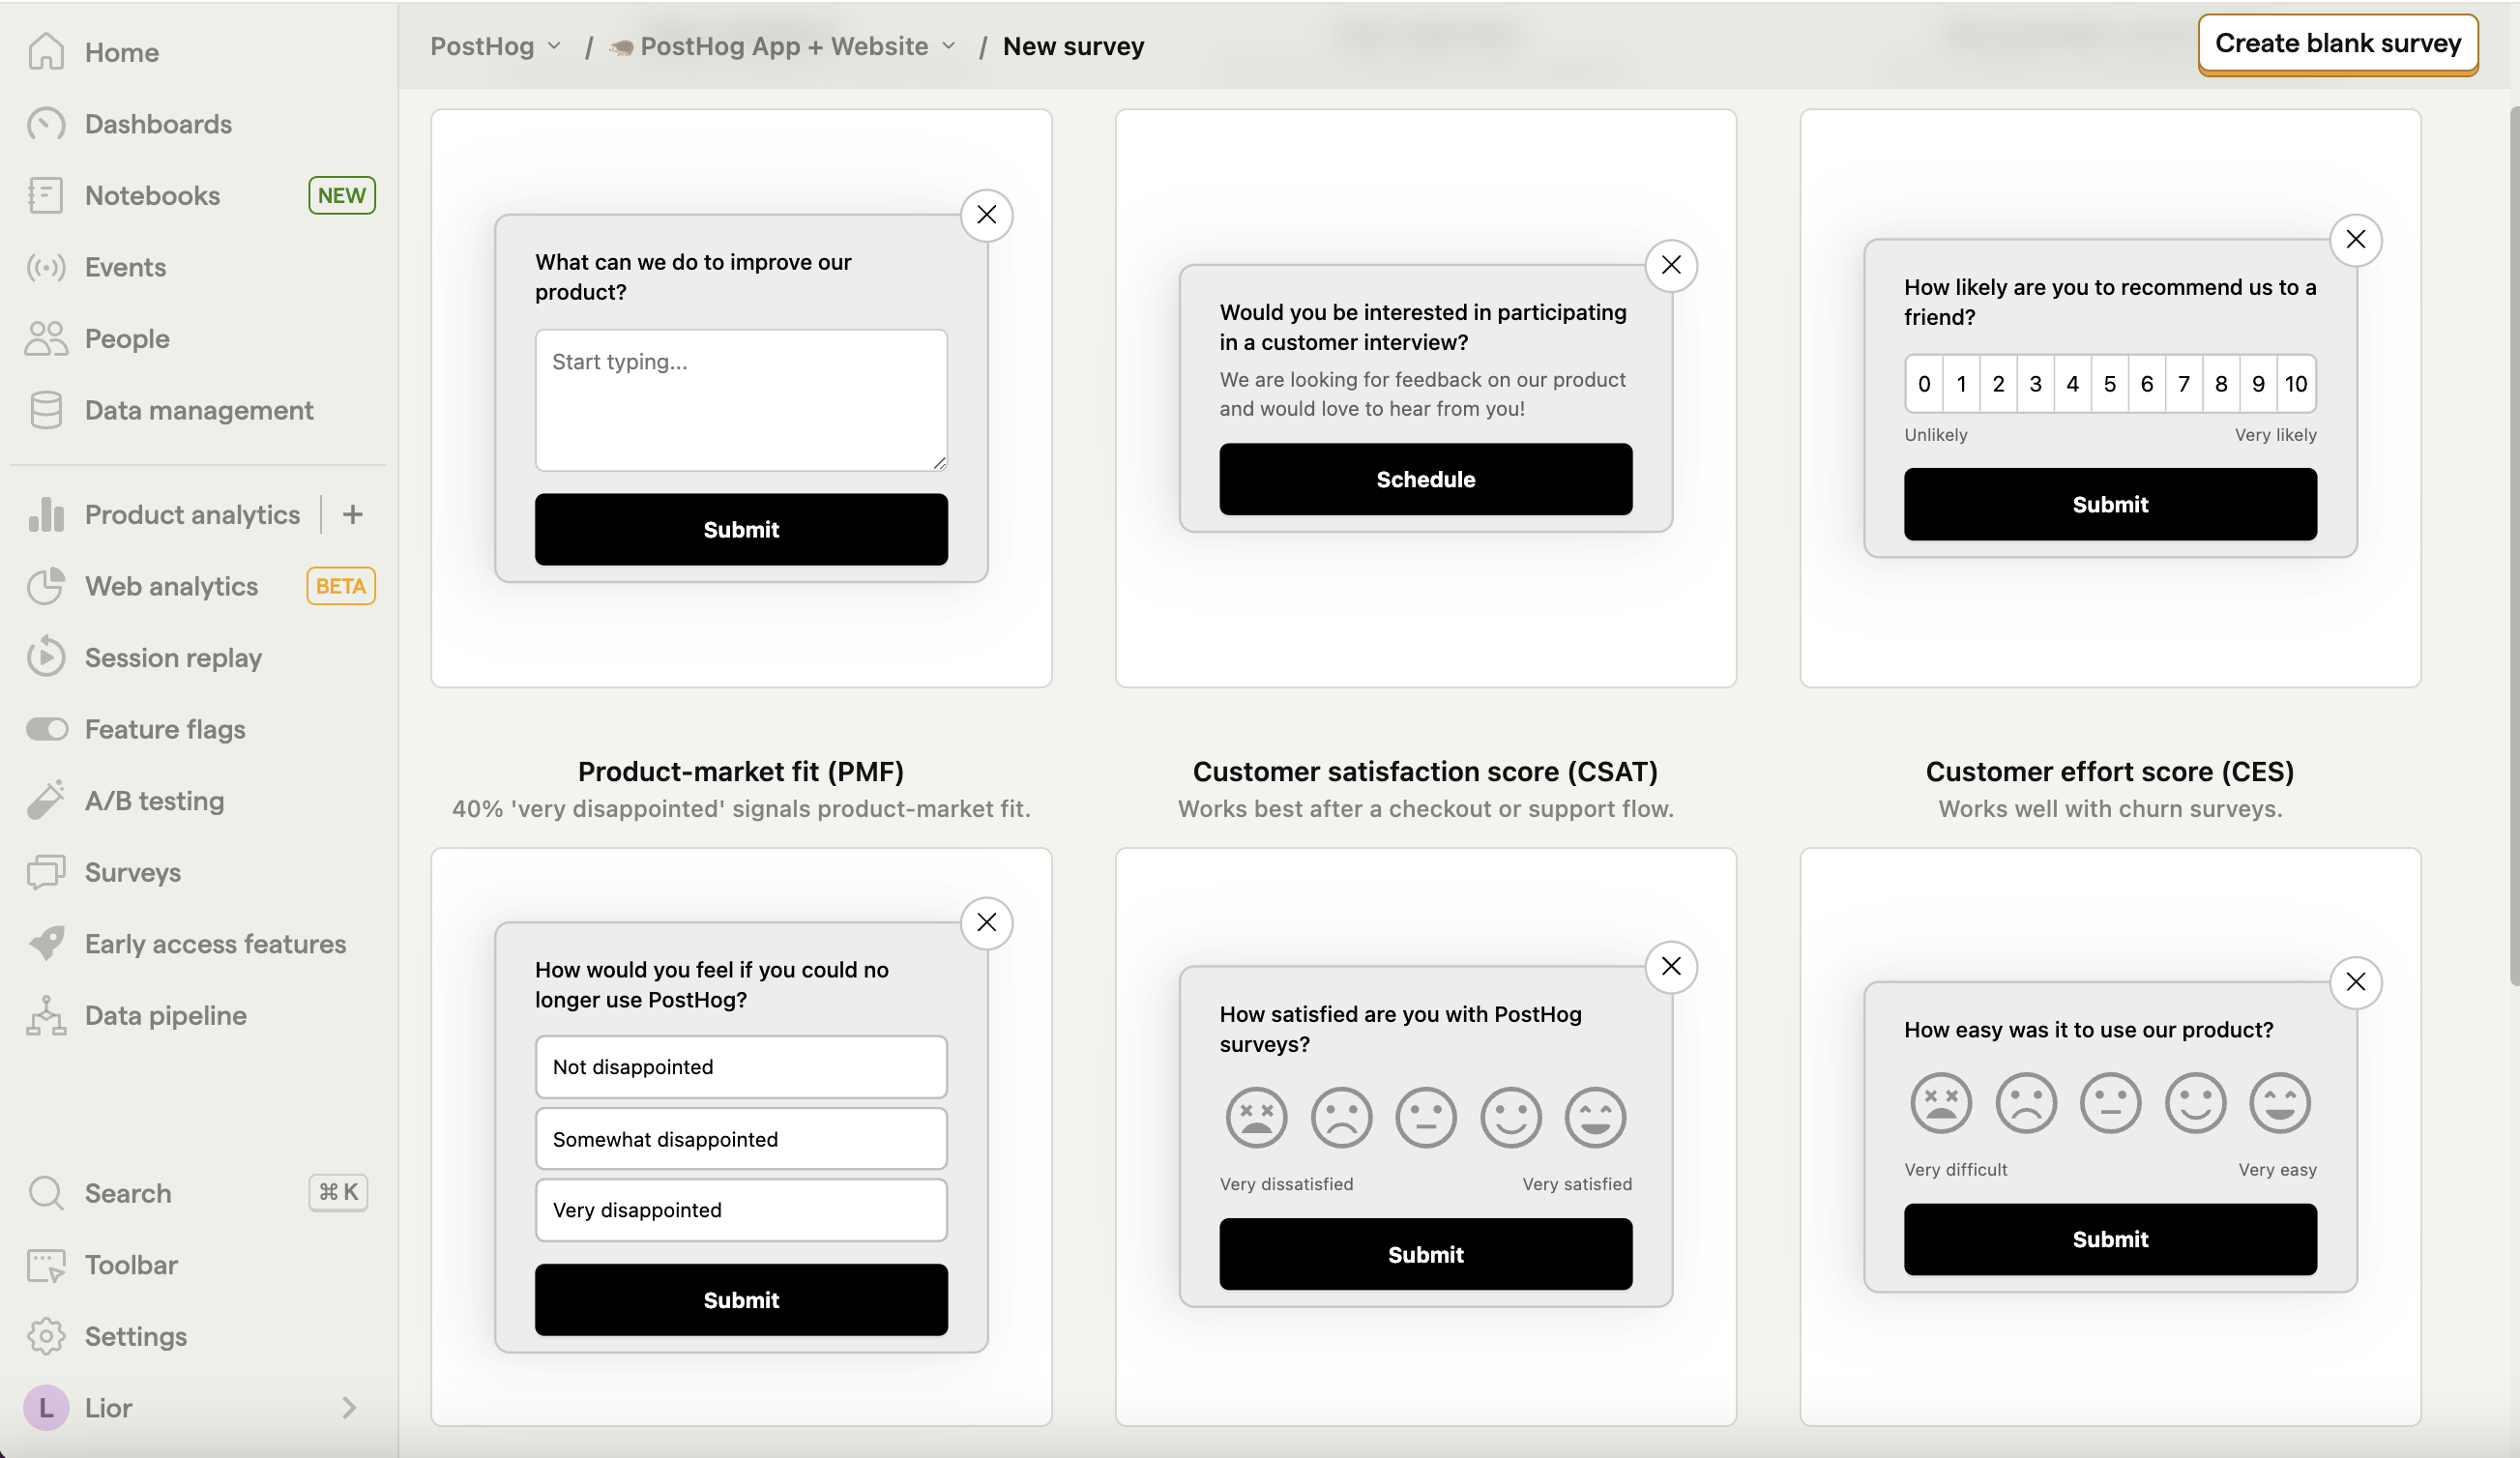 Home
Dashboards
Notebooks NEW
Events
People
Data management
Product analytics +
Web analytics BETA
Session replay
Feature flags
A/B testing
Surveys
Early access features
Data pipeline
Search ⌘ K
Toolbar
Settings
L Lior
PostHog / PostHog App + Website / New survey
Create blank survey
What can we do to improve our
product?
Start typing...
Submit
Would you be interested in participating
in a customer interview?
We are looking for feedback on our product
and would love to hear from you!
Schedule
How likely are you to recommend us to a
friend?
0 1 2 3 4 5 6 7 8 9 10
Unlikely Very likely
Submit
Product-market fit (PMF)
40% 'very disappointed' signals product-market fit.
How would you feel if you could no
longer use PostHog?
Not disappointed
Somewhat disappointed
Very disappointed
Submit
Customer satisfaction score (CSAT)
Works best after a checkout or support flow.
How satisfied are you with PostHog
surveys?
Very dissatisfied Very satisfied
Submit
Customer effort score (CES)
Works well with churn surveys.
How easy was it to use our product?
Very difficult Very easy
Submit